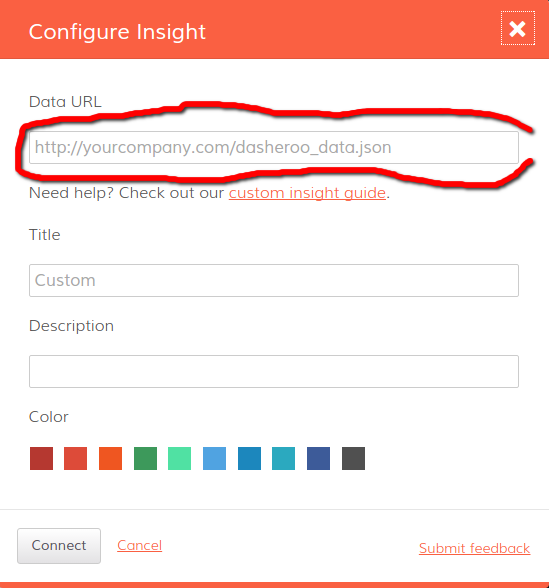 Configure Insight
Data URL
http://yourcompany.com/dasheroo_data.json
Need help? Check out our custom insight guide.
Title
Custom
Description
Color
Connect
Cancel
Submit feedback